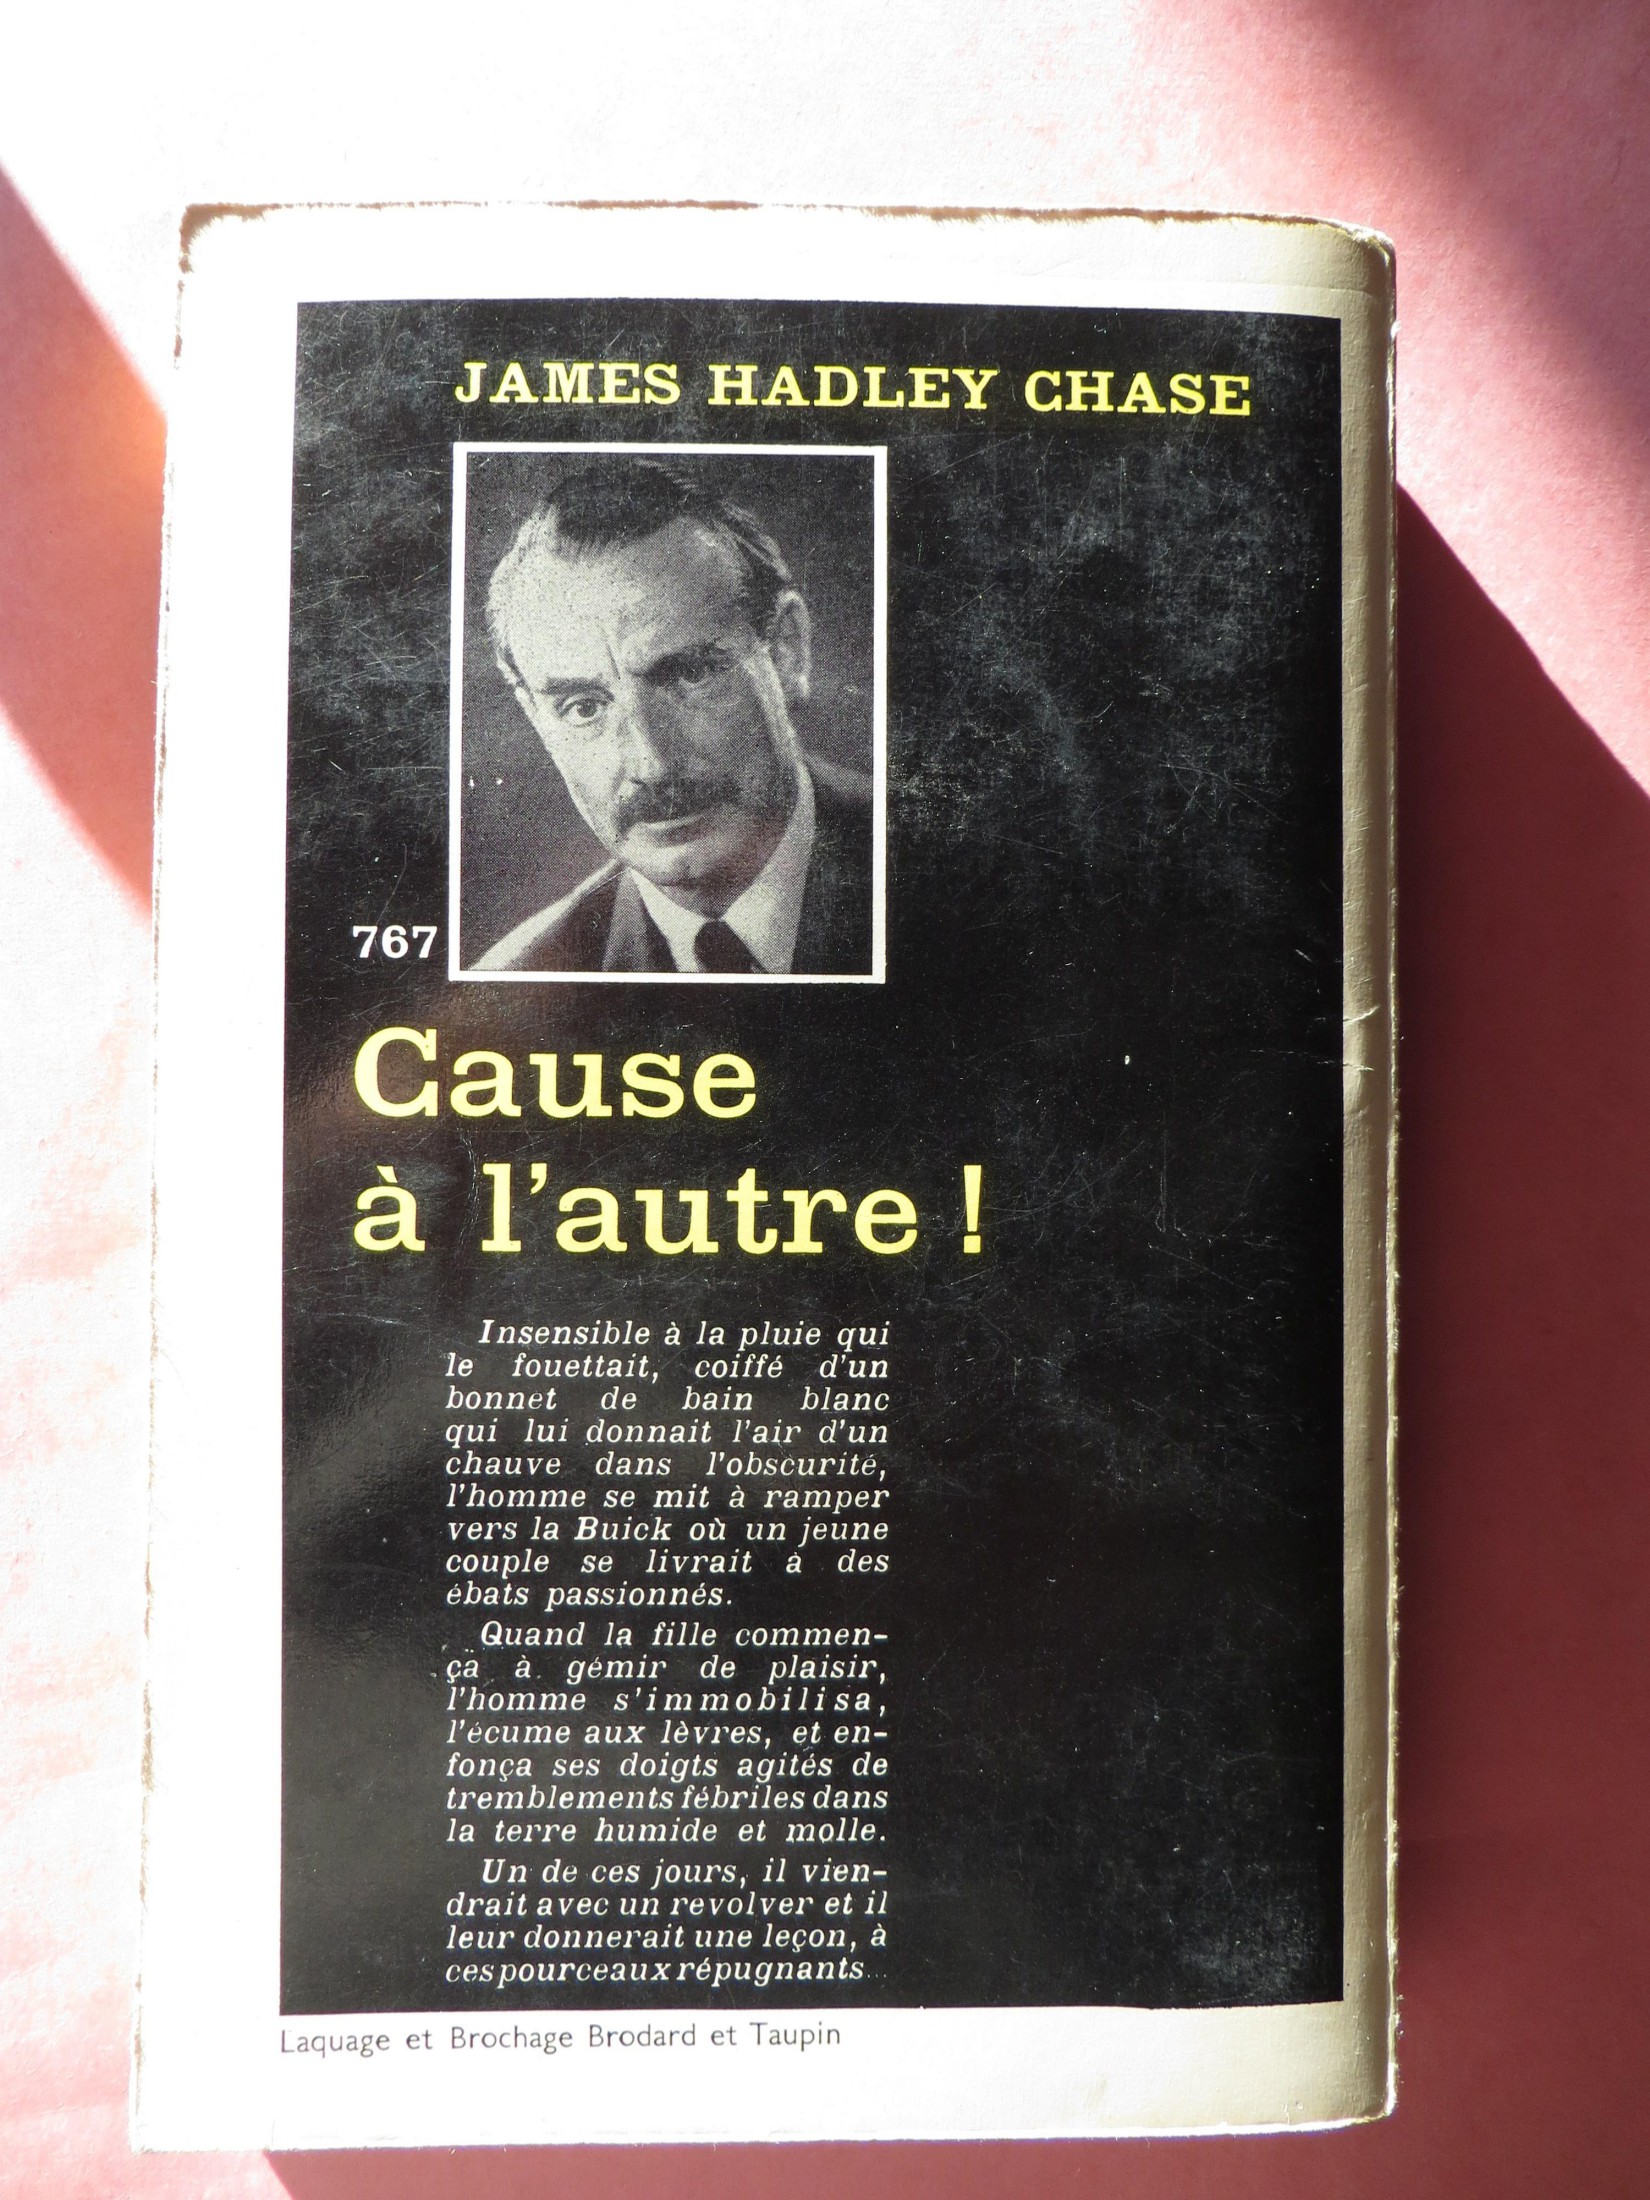 JAMES HADLEY CHASE
767
Cause
à l'autre !
Insensible à la pluie qui
le fouettait, coiffé d'un
bonnet de bain blanc
qui lui donnait l'air d'un
chauve dans l'obscurité,
l'homme se mit à ramper
vers la Buick où un jeune
couple se livrait à des
ébats passionnés.
Quand la fille commen-
ça à gémir de plaisir,
l'homme s'immobilisa,
l'écume aux lèvres, et en-
fonça ses doigts agités de
tremblements fébriles dans
la terre humide et molle.
Un de ces jours, il vien-
drait avec un revolver et il
leur donnerait une leçon, à
ces pourceaux répugnants...
Laquage et Brochage Brodard et Taupin